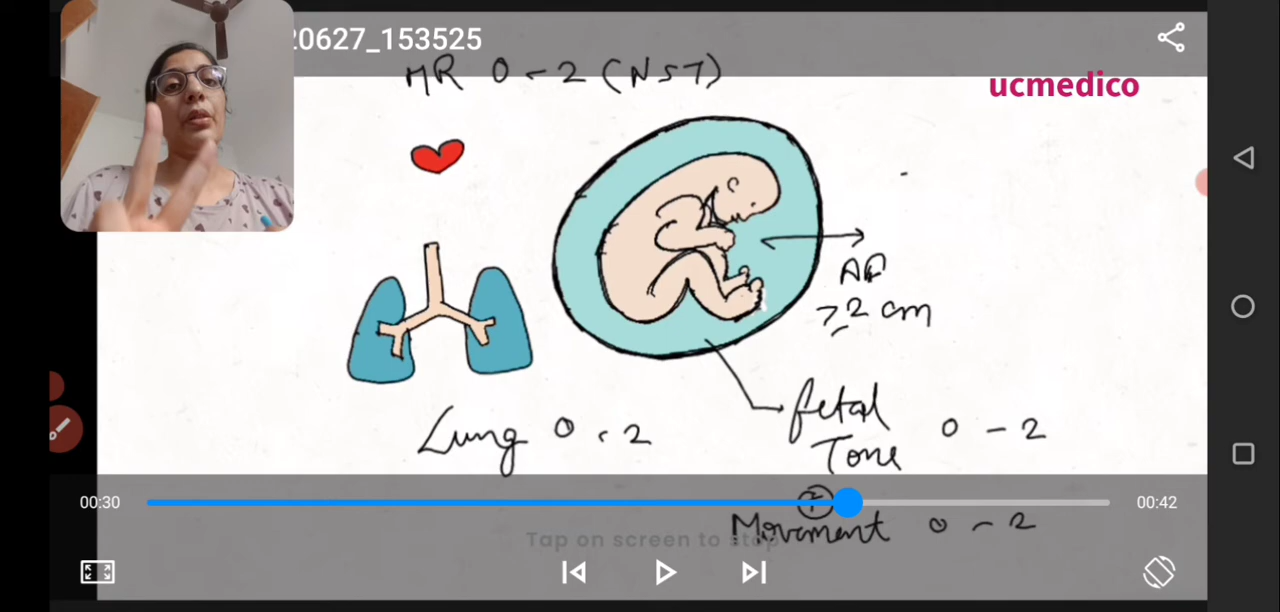 20627_153525
HR 0-2 (NST)
ucmedico
AF
≥2 cm
Lung 0-2
fetal 0-2
Tone
00:30
00:42
Movement 0-2
Tap on screen to stop